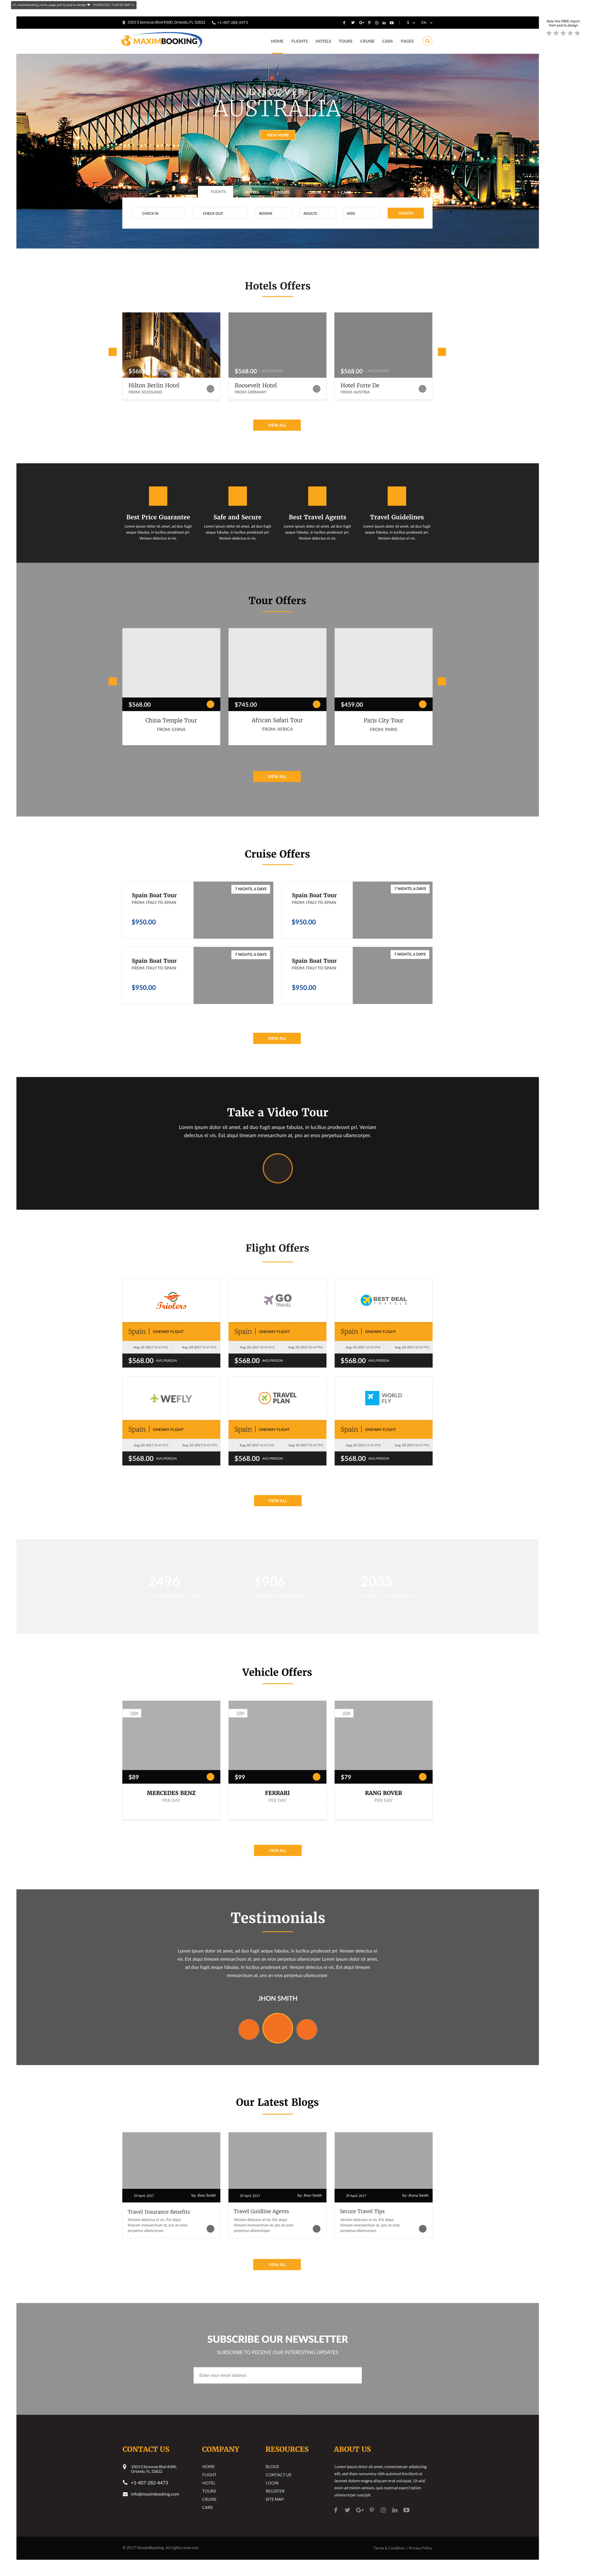 Rate this FREE import
from psd.to.design
3303 S Semoran Blvd #300, Orlando, FL 32822
+1-407-282-4473
$ EN
MAXIMBOOKING
HOME FLIGHTS HOTELS TOURS CRUISE CARS PAGES
DISCOVER
AUSTRALIA
VIEW MORE
FLIGHTS
CHECK IN CHECK OUT ROOMS ADULTS KIDS SEARCH
Hotels Offers
$568.00 $568.00 | AVG/NIGHT $568.00 | AVG/NIGHT
Hilton Berlin Hotel Roosevelt Hotel Hotel Forte De
FROM: SCOLOAND FROM: GERMANY FROM: AUSTRIA
VIEW ALL
Best Price Guarantee Safe and Secure Best Travel Agents Travel Guidelines
Lorem ipsum dolor sit amet, ad duo fugit Lorem ipsum dolor sit amet, ad duo fugit Lorem ipsum dolor sit amet, ad duo fugit Lorem ipsum dolor sit amet, ad duo fugit
aeque fabulas, in lucilius prodesset pri. aeque fabulas, in lucilius prodesset pri. aeque fabulas, in lucilius prodesset pri. aeque fabulas, in lucilius prodesset pri.
Veniam delectus ei vis. Veniam delectus ei vis. Veniam delectus ei vis. Veniam delectus ei vis.
Tour Offers
$568.00 $745.00 $459.00
China Temple Tour African Safari Tour Paris City Tour
FROM: CHINA FROM: AFRICA FROM: PARIS
VIEW ALL
Cruise Offers
7 NIGHTS, 6 DAYS 7 NIGHTS, 6 DAYS
Spain Boat Tour Spain Boat Tour
FROM: ITALY TO SPAIN FROM: ITALY TO SPAIN
$950.00 $950.00
7 NIGHTS, 6 DAYS 7 NIGHTS, 6 DAYS
Spain Boat Tour Spain Boat Tour
FROM: ITALY TO SPAIN FROM: ITALY TO SPAIN
$950.00 $950.00
VIEW ALL
Take a Video Tour
Lorem ipsum dolor sit amet, ad duo fugit aeque fabulas, in lucilius prodesset pri. Veniam
delectus ei vis. Est atqui timeam mnesarchum at, pro an eros perpetua ullamcorper.
Flight Offers
Trivlers GO TRAVEL BEST DEAL TRAVELS
Spain | ONEWAY FLIGHT Spain | ONEWAY FLIGHT Spain | ONEWAY FLIGHT
$568.00 AVG/PERSON $568.00 AVG/PERSON $568.00 AVG/PERSON
WEFLY TRAVEL PLAN WORLD FLY
Spain | ONEWAY FLIGHT Spain | ONEWAY FLIGHT Spain | ONEWAY FLIGHT
$568.00 AVG/PERSON $568.00 AVG/PERSON $568.00 AVG/PERSON
VIEW ALL
2496 1906 2033
Vehicle Offers
$89 $99 $79
MERCEDES BENZ FERRARI RANG ROVER
PER DAY PER DAY PER DAY
VIEW ALL
Testimonials
Lorem ipsum dolor sit amet, ad duo fugit aeque fabulas, in lucilius prodesset pri. Veniam delectus ei
vis. Est atqui timeam mnesarchum at, pro an eros perpetua ullamcorper Lorem ipsum dolor sit amet,
ad duo fugit aeque fabulas, in lucilius prodesset pri. Veniam delectus ei vis. Est atqui timeam
mnesarchum at, pro an eros perpetua ullamcorper.
JHON SMITH
Our Latest Blogs
29 April, 2017 by: Jhon Smith 29 April, 2017 by: Jhon Smith 29 April, 2017 by: Jhonz Smith
Travel Insurance Benefits Travel Guidline Agents Secure Travel Tips
Veniam delectus ei vis. Est atqui Veniam delectus ei vis. Est atqui Veniam delectus ei vis. Est atqui
timeam mnesarchum at, pro an eros timeam mnesarchum at, pro an eros timeam mnesarchum at, pro an eros
perpetua ullamcorper. perpetua ullamcorper. perpetua ullamcorper.
VIEW ALL
SUBSCRIBE OUR NEWSLETTER
SUBSCRIBE TO RECEIVE OUR INTERESTING UPDATES
Enter your email address
CONTACT US
3303 S Semoran Blvd #300,
Orlando, FL 32822
+1-407-282-4473
info@maximbooking.com
COMPANY
HOME
FLIGHT
HOTEL
TOURS
CRUISE
CARS
RESOURCES
BLOGS
CONTACT US
LOGIN
REGISTER
SITE MAP
ABOUT US
Lorem ipsum dolor sit amet, consectetuer adipiscing
elit, sed diam nonummy nibh euismod tincidunt ut
laoreet dolore magna aliquam erat volutpat. Ut wisi
enim ad minim veniam, quis nostrud exerci tation
ullamcorper suscipit.
© 2017 MaximBooking, All rights reserved.
Terms & Condition | Privacy Policy